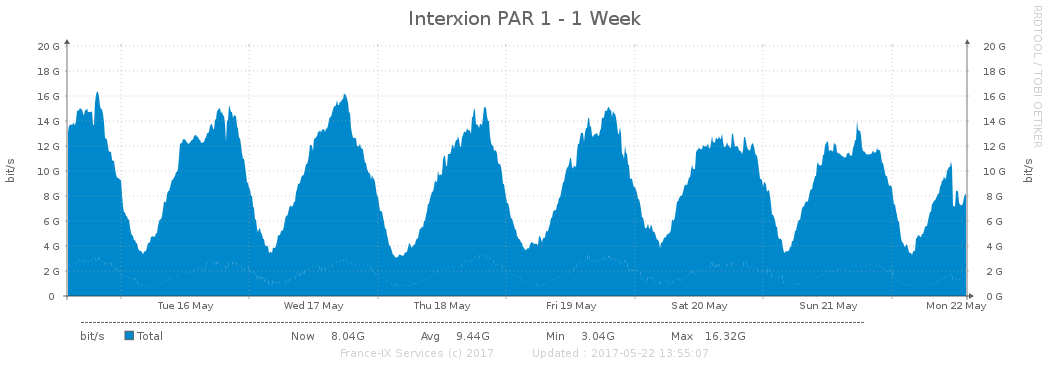 Interxion PAR 1 - 1 Week
RRDTOOL / TOBI OETIKER
20 G 20 G
18 G 18 G
16 G 16 G
14 G 14 G
12 G 12 G
10 G 10 G
8 G 8 G
6 G 6 G
4 G 4 G
2 G 2 G
0 0 G
bit/s
bit/s
Tue 16 May Wed 17 May Thu 18 May Fri 19 May Sat 20 May Sun 21 May Mon 22 May
bit/s Total Now 8.04G Avg 9.44G Min 3.04G Max 16.32G
France-IX Services (c) 2017 Updated : 2017-05-22 13:55:07